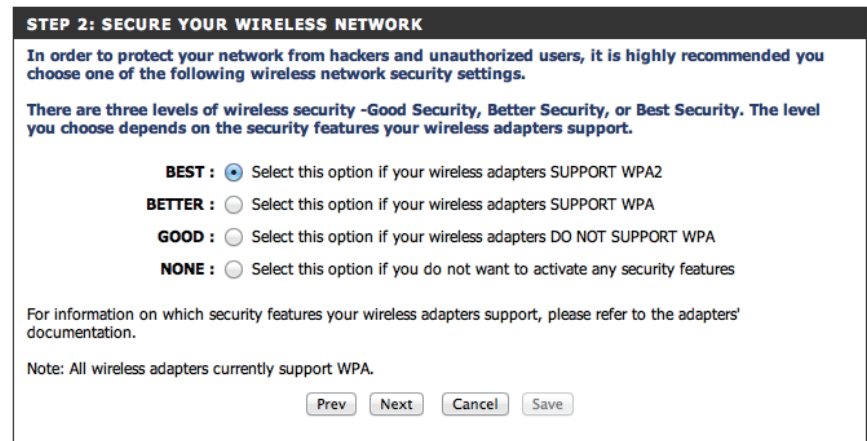 STEP 2: SECURE YOUR WIRELESS NETWORK
In order to protect your network from hackers and unauthorized users, it is highly recommended you
choose one of the following wireless network security settings.
There are three levels of wireless security -Good Security, Better Security, or Best Security. The level
you choose depends on the security features your wireless adapters support.
BEST : Select this option if your wireless adapters SUPPORT WPA2
BETTER : Select this option if your wireless adapters SUPPORT WPA
GOOD : Select this option if your wireless adapters DO NOT SUPPORT WPA
NONE : Select this option if you do not want to activate any security features
For information on which security features your wireless adapters support, please refer to the adapters'
documentation.
Note: All wireless adapters currently support WPA.
Prev Next Cancel Save